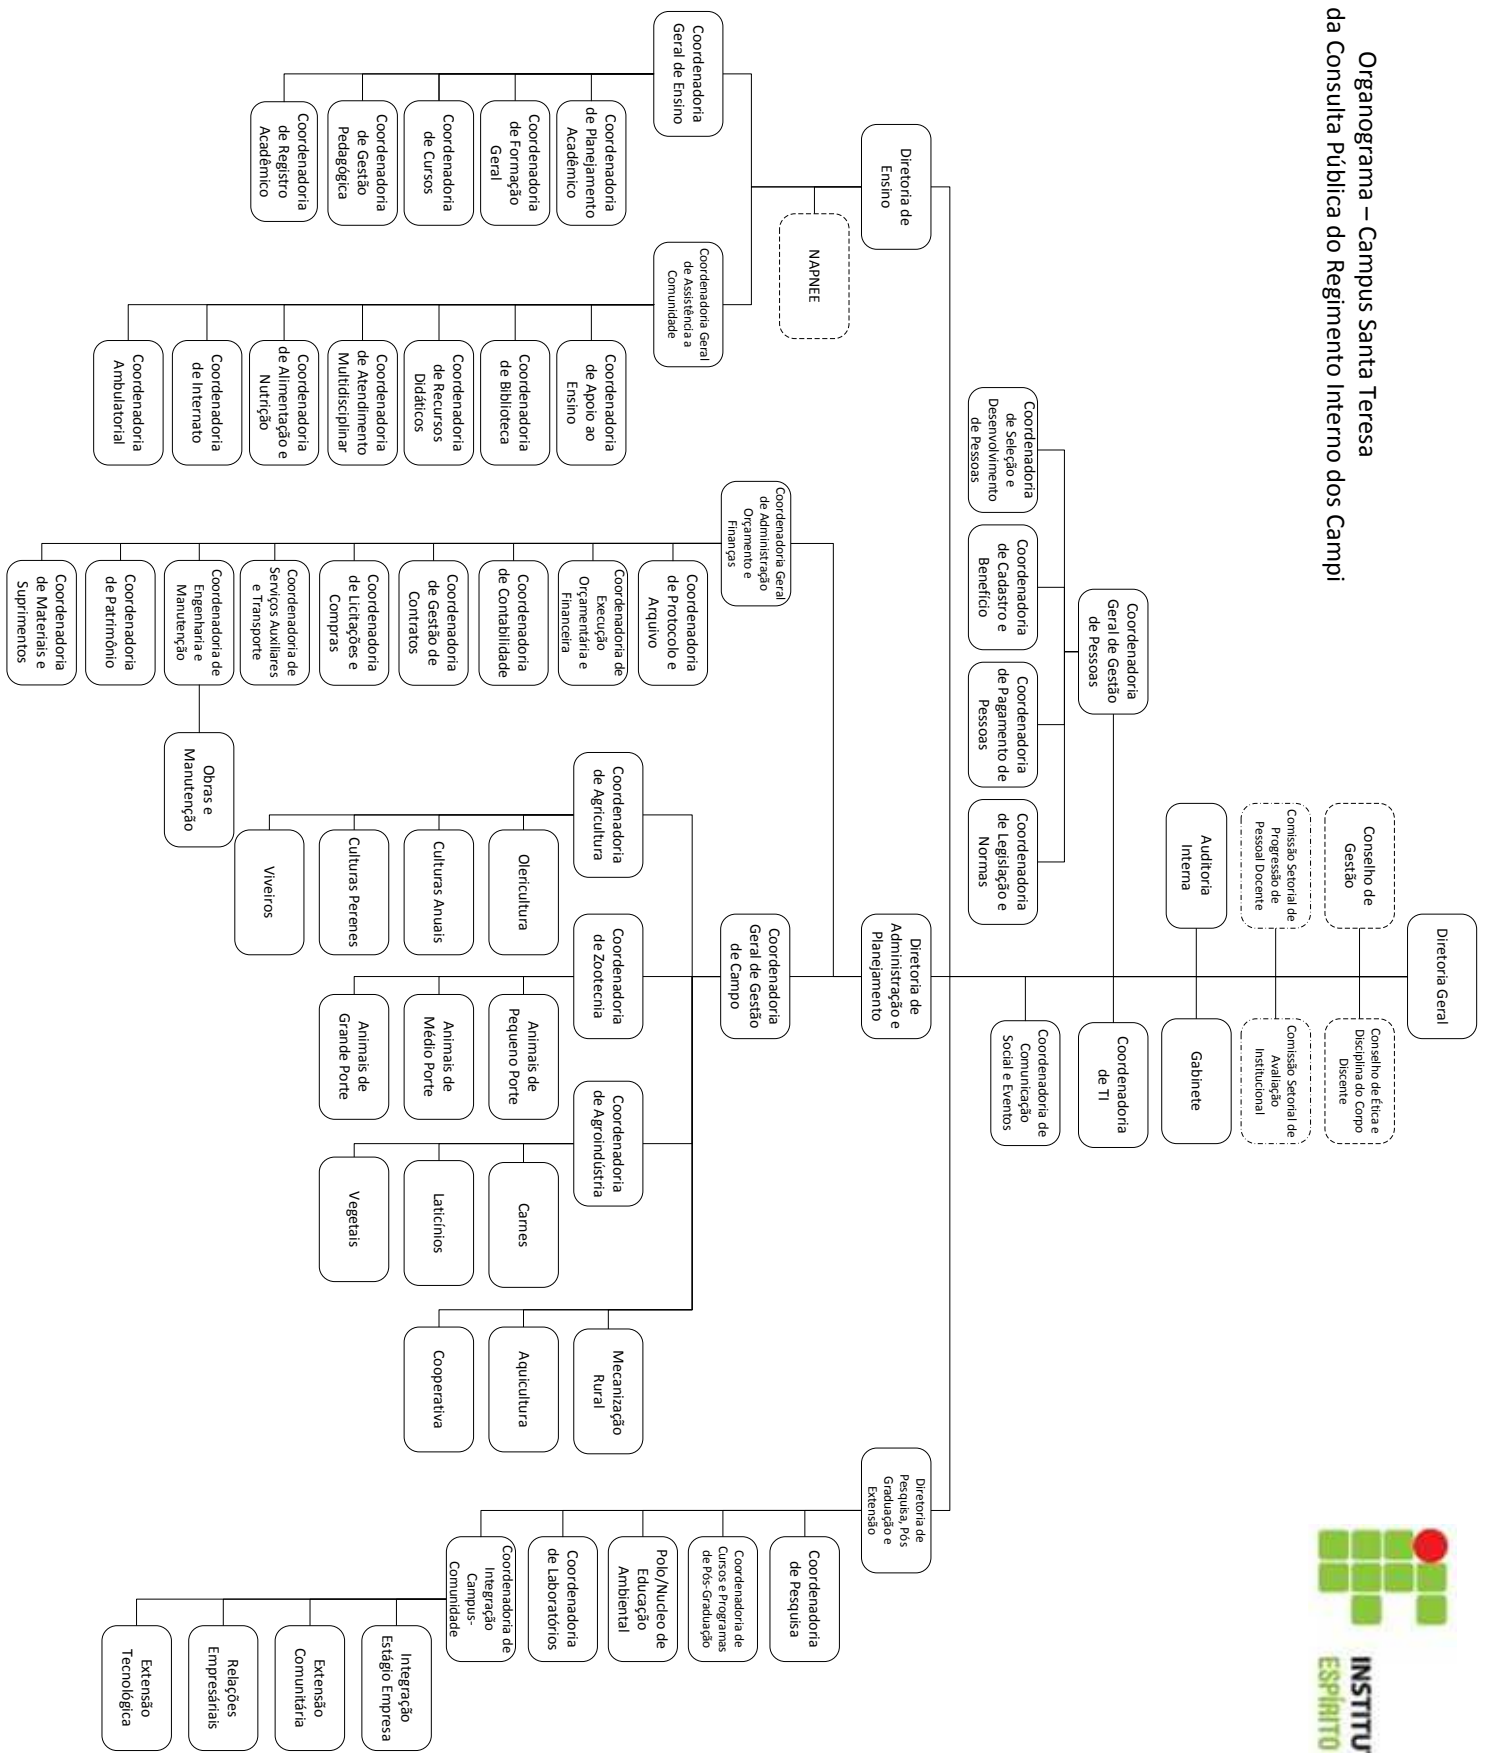 Organograma – Campus Santa Teresa
da Consulta Pública do Regimento Interno dos Campi
INSTITU
ESPÍRITO
Diretoria Geral
Conselho de
Gestão
Conselho de Ética e
Disciplina do Corpo
Discente
Comissão Setorial de
Progressão de
Pessoal Docente
Comissão Setorial de
Avaliação
Institucional
Auditoria
Interna
Gabinete
Coordenadoria
Geral de Gestão
de Pessoas
Coordenadoria
de TI
Coordenadoria
de Seleção e
Desenvolvimento
de Pessoas
Coordenadoria
de Cadastro e
Benefício
Coordenadoria
de Pagamento de
Pessoas
Coordenadoria
de Legislação e
Normas
Coordenadoria de
Comunicação
Social e Eventos
Diretoria de
Ensino
Diretoria de
Administração e
Planejamento
Diretoria de
Pesquisa, Pós
Graduação e
Extensão
NAPNEE
Coordenadoria
Geral de Ensino
Coordenadoria Geral
de Assistência a
Comunidade
Coordenadoria
de Planejamento
Acadêmico
Coordenadoria
de Formação
Geral
Coordenadoria
de Cursos
Coordenadoria
de Gestão
Pedagógica
Coordenadoria
de Registro
Acadêmico
Coordenadoria
de Apoio ao
Ensino
Coordenadoria
de Biblioteca
Coordenadoria
de Recursos
Didáticos
Coordenadoria
de Atendimento
Multidisciplinar
Coordenadoria
de Alimentação e
Nutrição
Coordenadoria
de Internato
Coordenadoria
Ambulatorial
Coordenadoria Geral
de Administração
Orçamento e
Finanças
Coordenadoria
de Protocolo e
Arquivo
Coordenadoria de
Execução
Orçamentária e
Financeira
Coordenadoria
de Contabilidade
Coordenadoria
de Gestão de
Contratos
Coordenadoria
de Licitações e
Compras
Coordenadoria de
Serviços Auxiliares
e Transporte
Coordenadoria de
Engenharia e
Manutenção
Obras e
Manutenção
Coordenadoria
de Patrimônio
Coordenadoria
de Materiais e
Suprimentos
Coordenadoria
Geral de Gestão
de Campo
Coordenadoria
de Agricultura
Olericultura
Culturas Anuais
Culturas Perenes
Viveiros
Coordenadoria
de Zootecnia
Animais de
Pequeno Porte
Animais de
Médio Porte
Animais de
Grande Porte
Coordenadoria
de Agroindústria
Carnes
Laticínios
Vegetais
Mecanização
Rural
Aquicultura
Cooperativa
Coordenadoria
de Pesquisa
Coordenadoria de
Cursos e Programas
de Pós-Graduação
Polo/Nucleo de
Educação
Ambiental
Coordenadoria
de Laboratórios
Coordenadoria de
Integração
Campus-
Comunidade
Integração
Estágio Empresa
Extensão
Comunitária
Relações
Empresáriais
Extensão
Tecnológica